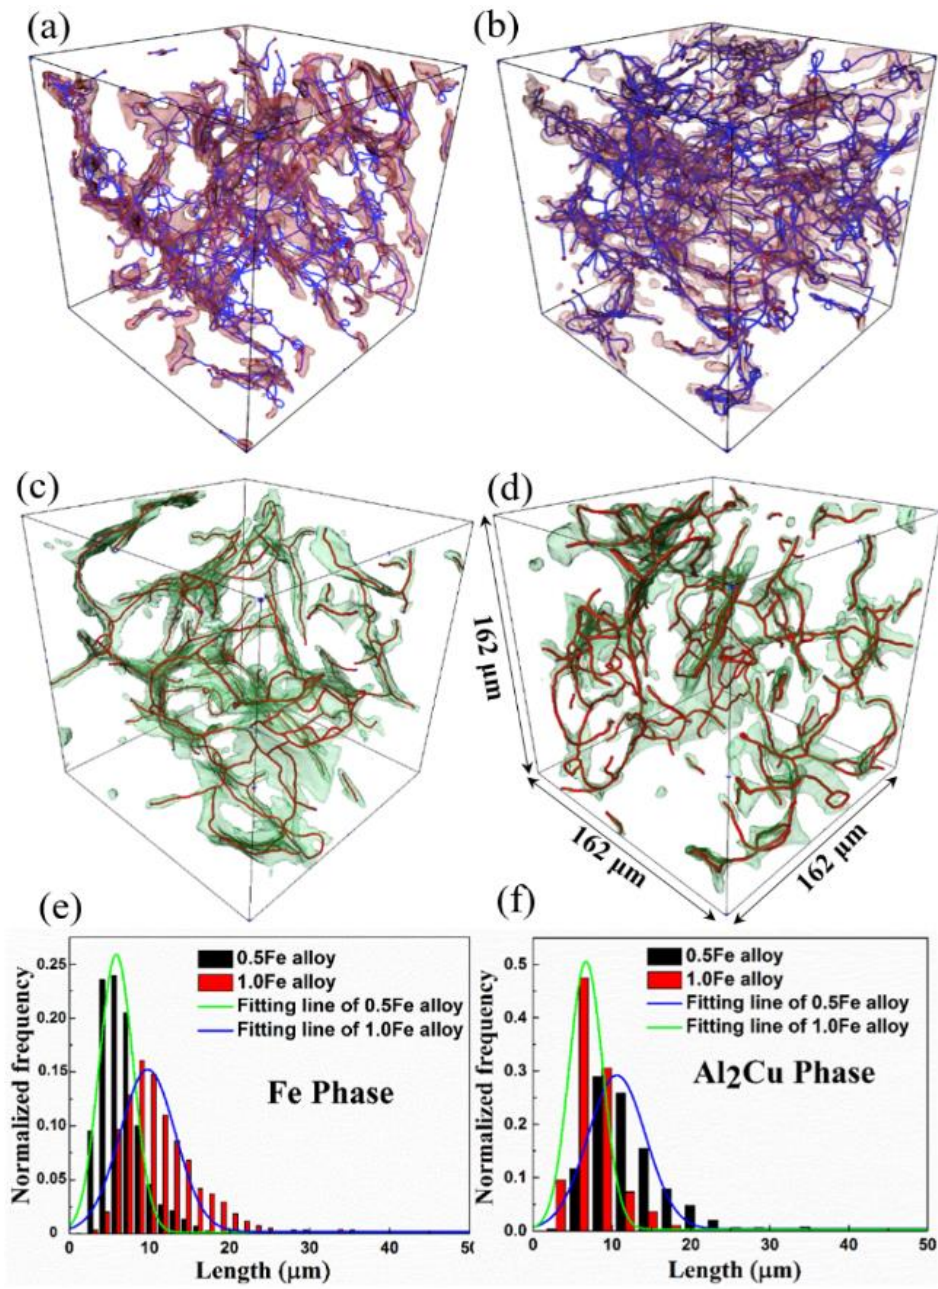 (a)
(b)
(c)
(d)
162 μm
162 μm
162 μm
(e)
(f)
Normalized frequency
0.25
0.20
0.15
0.10
0.05
0
0
10
20
30
40
50
Length (μm)
0.5Fe alloy
1.0Fe alloy
Fitting line of 0.5Fe alloy
Fitting line of 1.0Fe alloy
Fe Phase
Normalized frequency
0.5
0.4
0.3
0.2
0.1
0.0
0
10
20
30
40
50
Length (μm)
0.5Fe alloy
1.0Fe alloy
Fitting line of 0.5Fe alloy
Fitting line of 1.0Fe alloy
Al2Cu Phase